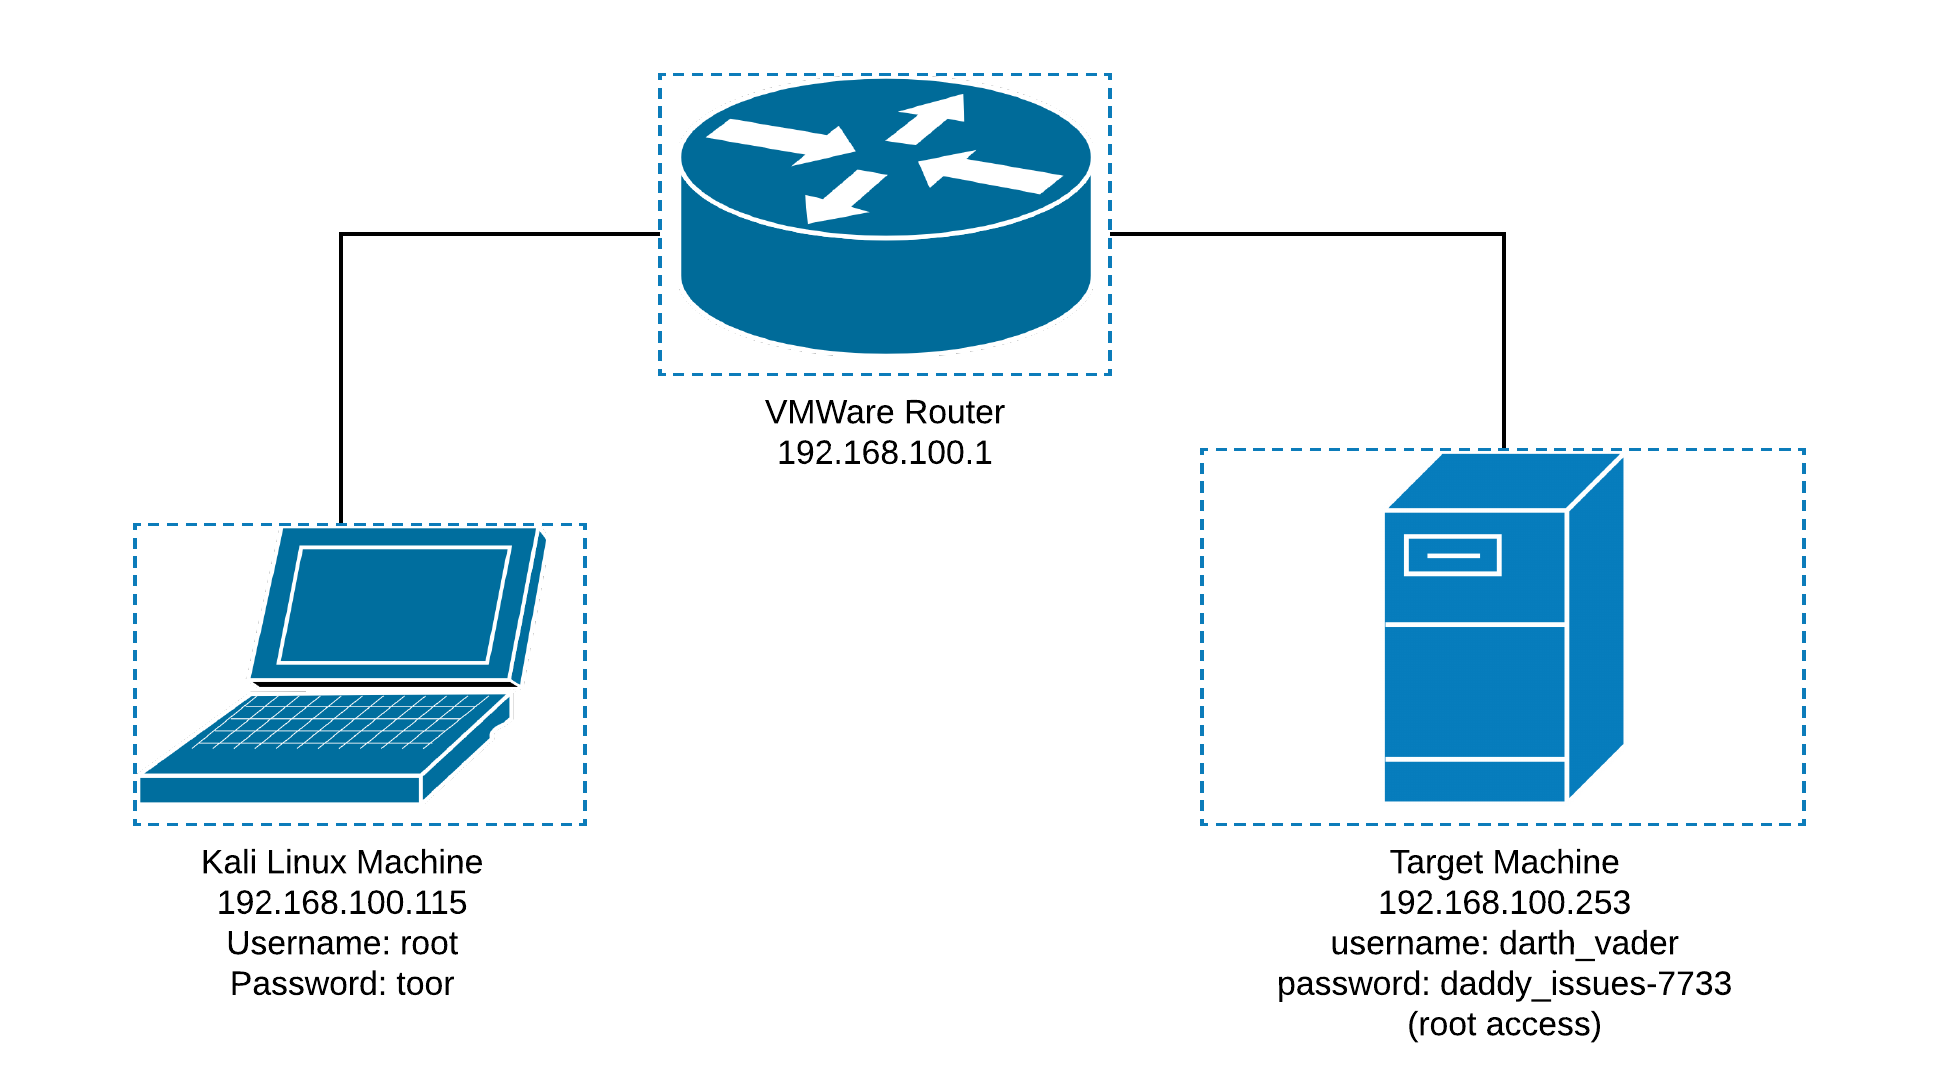 VMWare Router
192.168.100.1
Kali Linux Machine
192.168.100.115
Username: root
Password: toor
Target Machine
192.168.100.253
username: darth_vader
password: daddy_issues-7733
(root access)